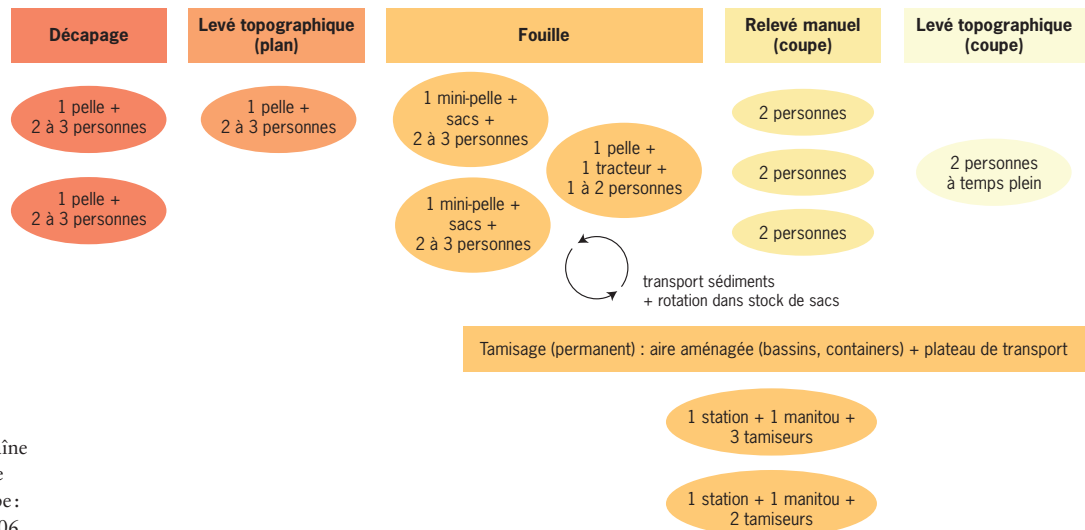 Décapage
Levé topographique
(plan)
Fouille
Relevé manuel
(coupe)
Levé topographique
(coupe)
1 pelle +
2 à 3 personnes
1 pelle +
2 à 3 personnes
1 pelle +
2 à 3 personnes
1 mini-pelle +
sacs +
2 à 3 personnes
1 mini-pelle +
sacs +
2 à 3 personnes
1 pelle +
1 tracteur +
1 à 2 personnes
2 personnes
2 personnes
2 personnes
2 personnes
à temps plein
transport sédiments
+ rotation dans stock de sacs
Tamisage (permanent) : aire aménagée (bassins, containers) + plateau de transport
1 station + 1 manitou +
3 tamiseurs
1 station + 1 manitou +
2 tamiseurs